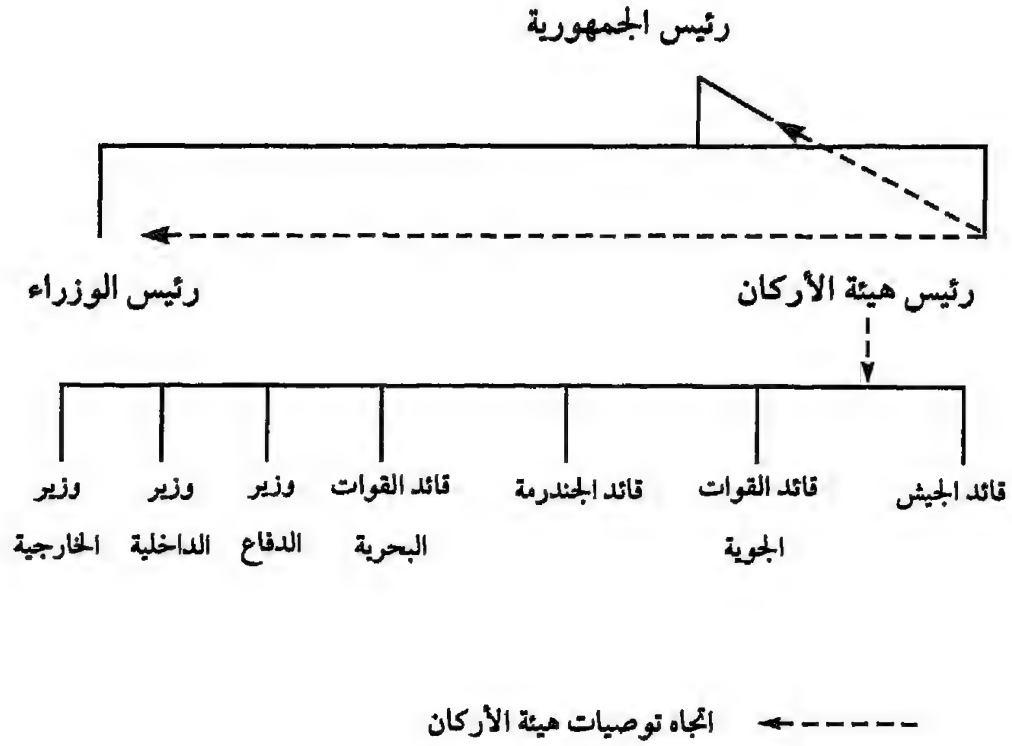 رئيس الجمهورية
رئيس هيئة الأركان
رئيس الوزراء
قائد الجيش
قائد القوات
الجوية
قائد الجندرمة
قائد القوات
البحرية
وزير
الدفاع
وزير
الداخلية
وزير
الخارجية
اتجاه توصيات هيئة الأركان